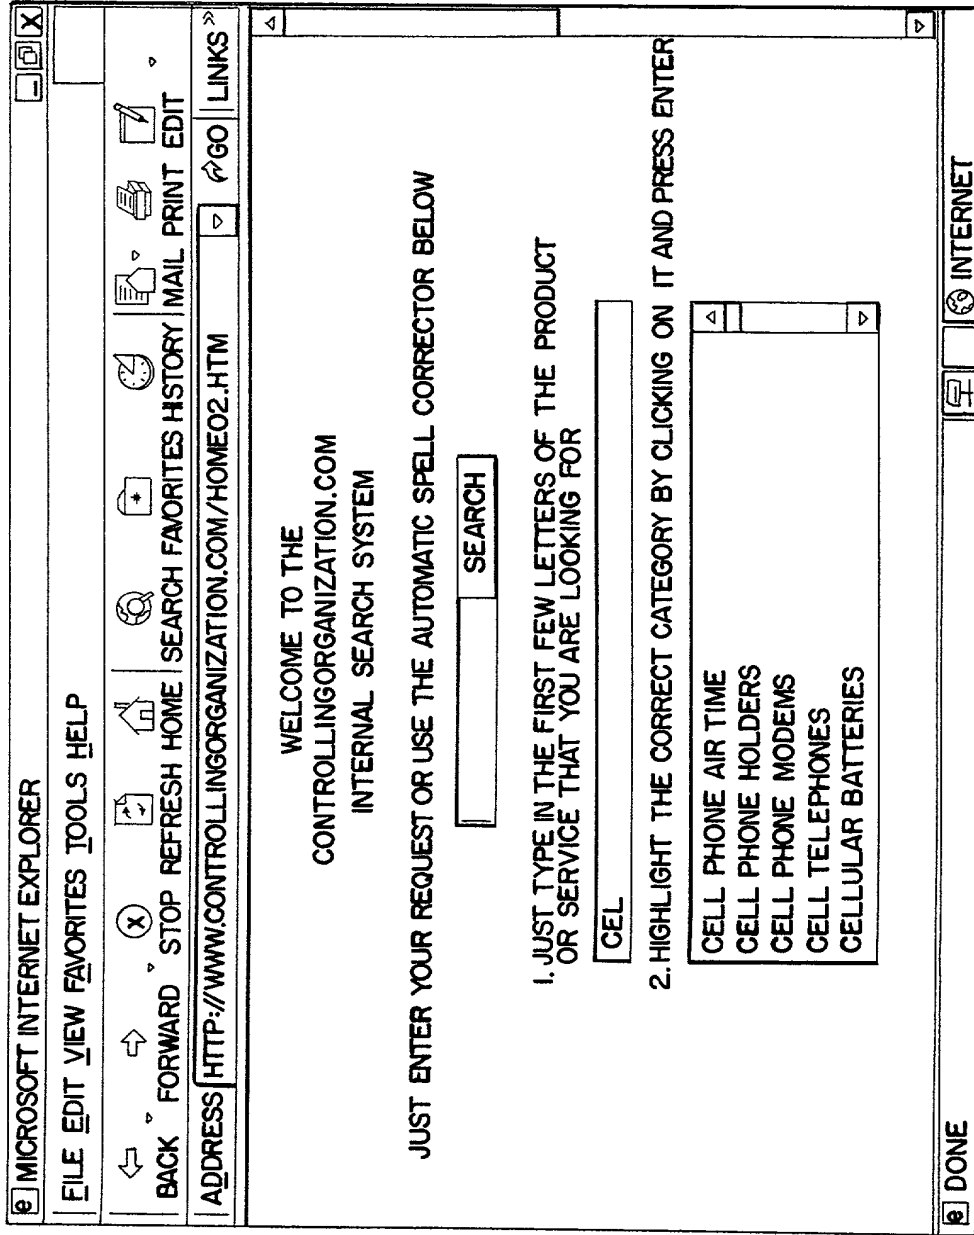 MICROSOFT INTERNET EXPLORER
FILE EDIT VIEW FAVORITES TOOLS HELP
BACK FORWARD STOP REFRESH HOME SEARCH FAVORITES HISTORY MAIL PRINT EDIT
ADDRESS HTTP://WWW.CONTROLLINGORGANIZATION.COM/HOME02.HTM GO LINKS »
WELCOME TO THE
CONTROLLINGORGANIZATION.COM
INTERNAL SEARCH SYSTEM
JUST ENTER YOUR REQUEST OR USE THE AUTOMATIC SPELL CORRECTOR BELOW
SEARCH
1. JUST TYPE IN THE FIRST FEW LETTERS OF THE PRODUCT
OR SERVICE THAT YOU ARE LOOKING FOR
CEL
2. HIGHLIGHT THE CORRECT CATEGORY BY CLICKING ON IT AND PRESS ENTER
CELL PHONE AIR TIME
CELL PHONE HOLDERS
CELL PHONE MODEMS
CELL TELEPHONES
CELLULAR BATTERIES
DONE INTERNET